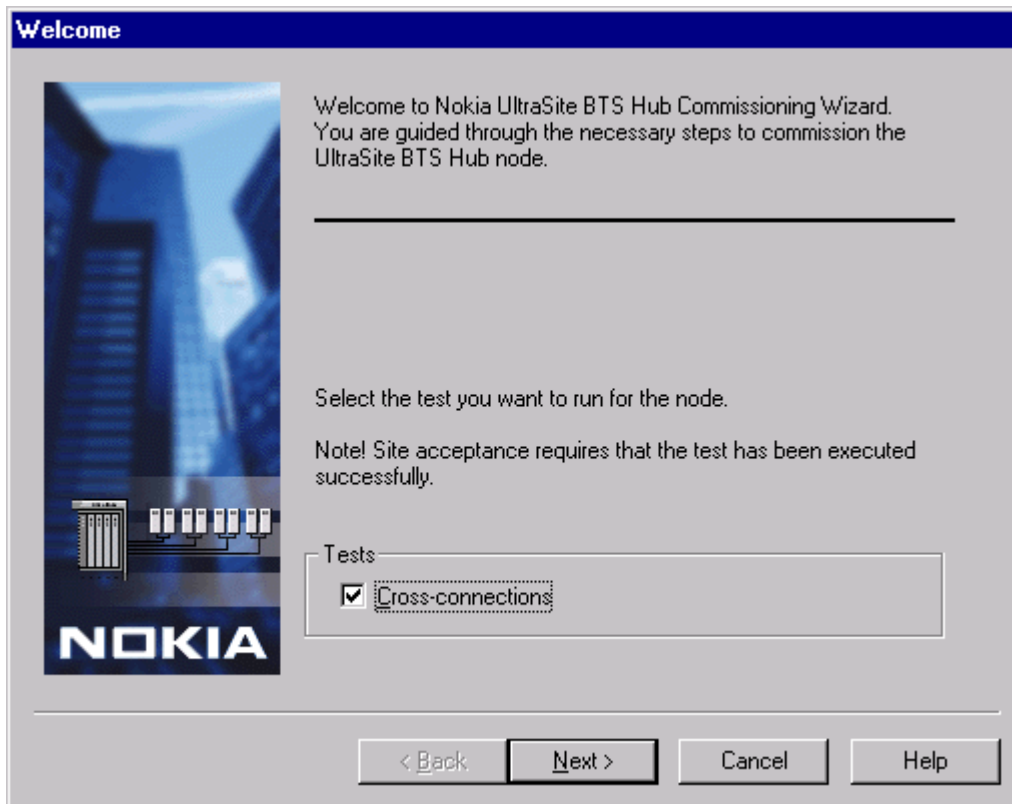 Welcome
Welcome to Nokia UltraSite BTS Hub Commissioning Wizard.
You are guided through the necessary steps to commission the
UltraSite BTS Hub node.
Select the test you want to run for the node.
Note! Site acceptance requires that the test has been executed
successfully.
Tests
Cross-connections
NOKIA
< Back
Next >
Cancel
Help